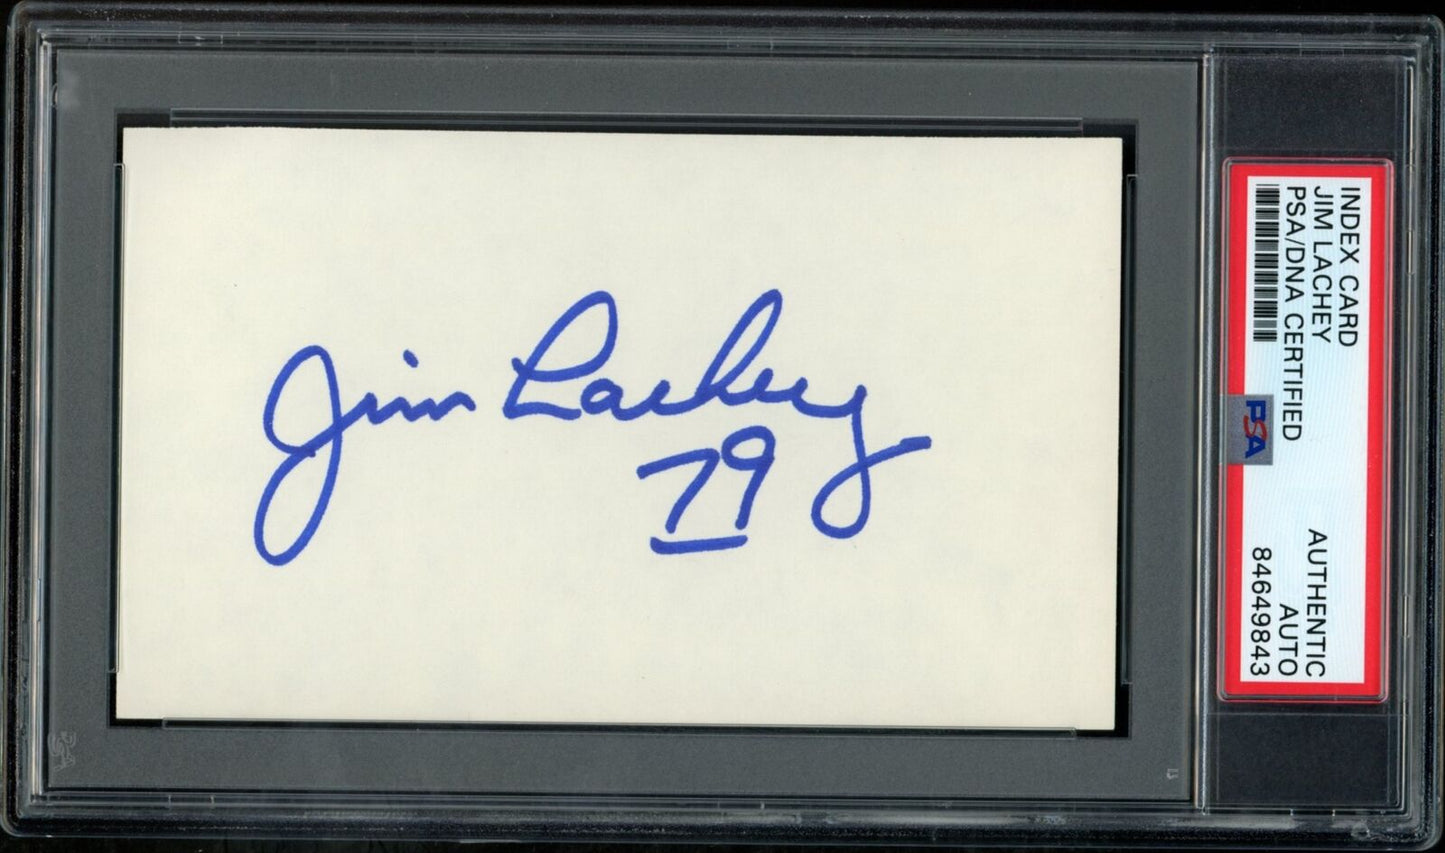 Jim Lachey
79
INDEX CARD
JIM LACHEY
PSA/DNA CERTIFIED
PSA
AUTHENTIC
AUTO
84649843